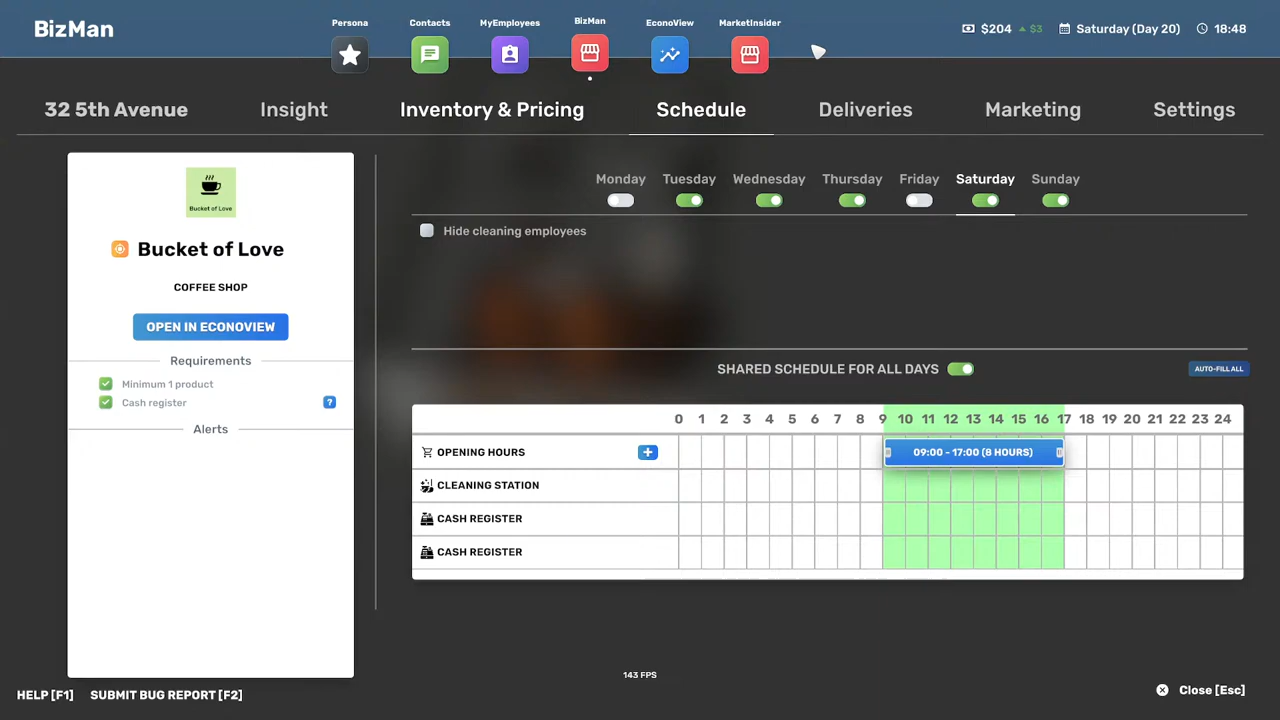 BizMan
Persona
Contacts
MyEmployees
BizMan
EconoView
MarketInsider
$204 ▲ $3
Saturday (Day 20)
18:48
32 5th Avenue
Insight
Inventory & Pricing
Schedule
Deliveries
Marketing
Settings
Bucket of Love
Bucket of Love
COFFEE SHOP
OPEN IN ECONOVIEW
Requirements
Minimum 1 product
Cash register
?
Alerts
Monday Tuesday Wednesday Thursday Friday Saturday Sunday
Hide cleaning employees
SHARED SCHEDULE FOR ALL DAYS
AUTO-FILL ALL
0 1 2 3 4 5 6 7 8 9 10 11 12 13 14 15 16 17 18 19 20 21 22 23 24
OPENING HOURS +
09:00 - 17:00 (8 HOURS)
CLEANING STATION
CASH REGISTER
CASH REGISTER
143 FPS
HELP [F1] SUBMIT BUG REPORT [F2]
Close [Esc]